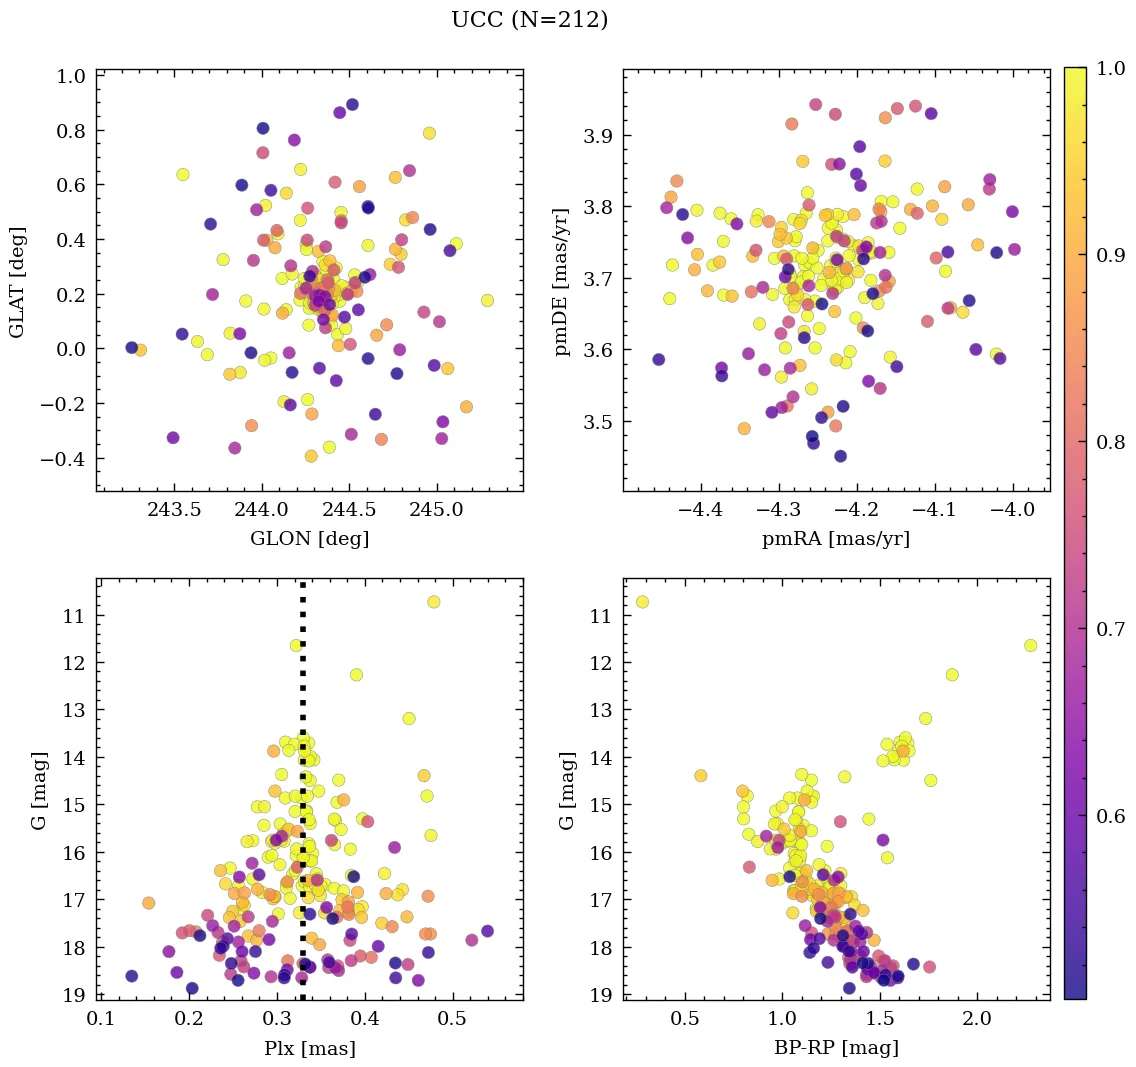 UCC (N=212)
1.0
0.8
0.6
0.4
0.2
0.0
−0.2
−0.4
243.5 244.0 244.5 245.0
GLON [deg]
GLAT [deg]
3.9
3.8
3.7
3.6
3.5
−4.4 −4.3 −4.2 −4.1 −4.0
pmRA [mas/yr]
pmDE [mas/yr]
1.0
0.9
0.8
0.7
0.6
11
12
13
14
15
16
17
18
19
0.1 0.2 0.3 0.4 0.5
Plx [mas]
G [mag]
11
12
13
14
15
16
17
18
19
0.5 1.0 1.5 2.0
BP-RP [mag]
G [mag]